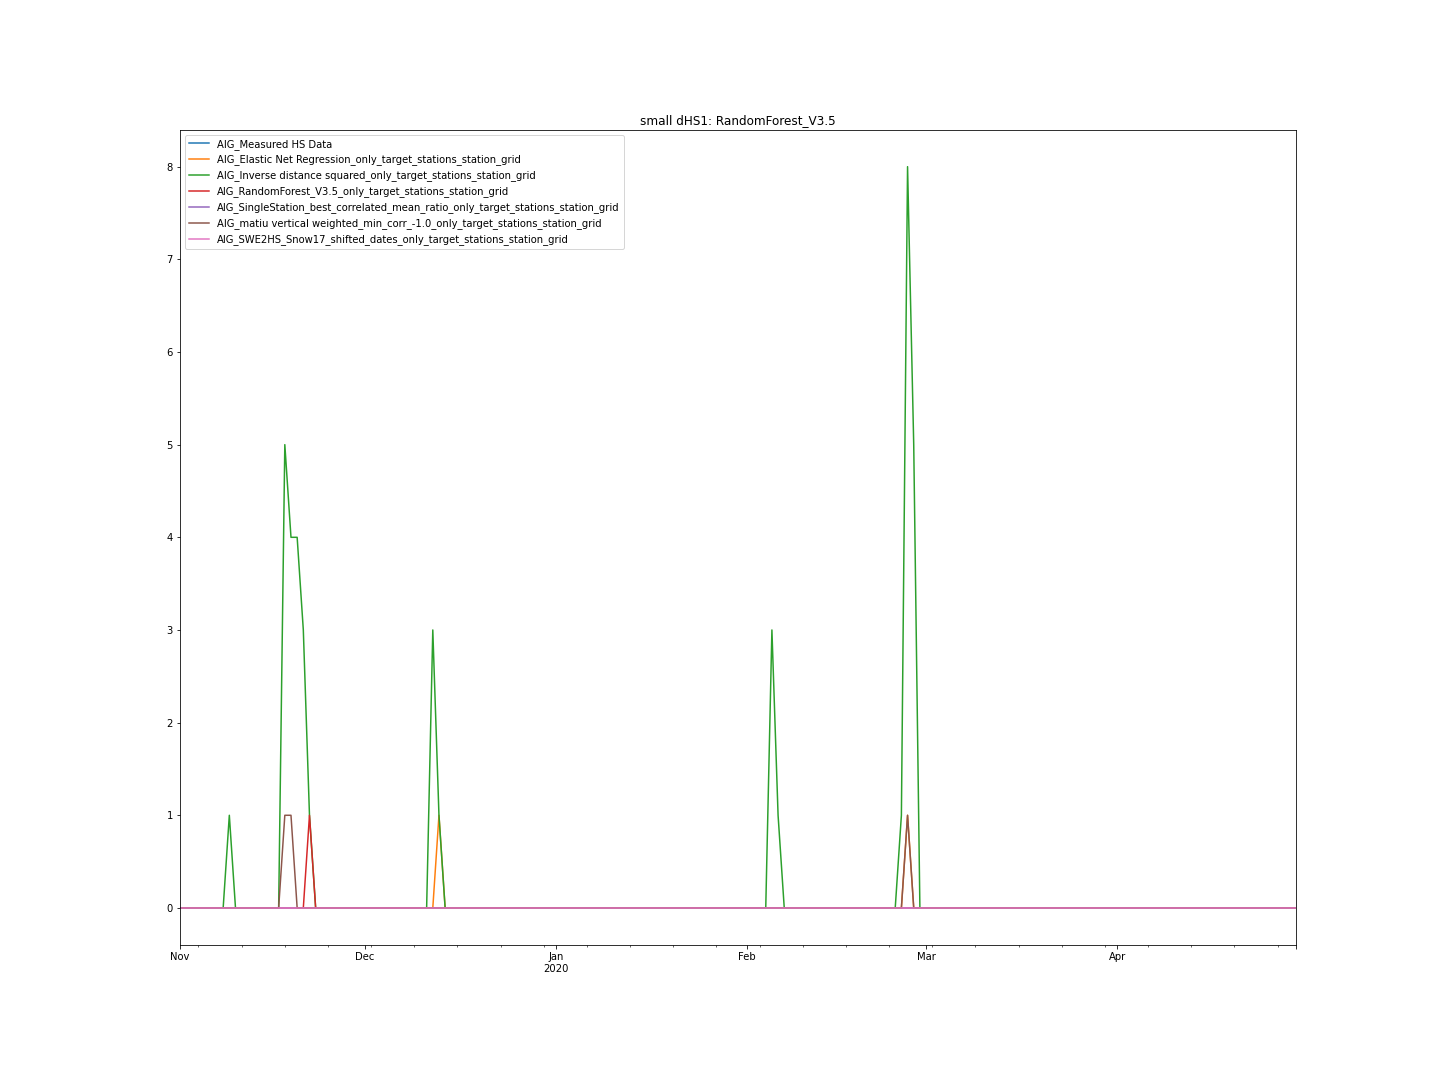 small dHS1: RandomForest_V3.5
AIG_Measured HS Data
AIG_Elastic Net Regression_only_target_stations_station_grid
AIG_Inverse distance squared_only_target_stations_station_grid
AIG_RandomForest_V3.5_only_target_stations_station_grid
AIG_SingleStation_best_correlated_mean_ratio_only_target_stations_station_grid
AIG_matiu vertical weighted_min_corr_-1.0_only_target_stations_station_grid
AIG_SWE2HS_Snow17_shifted_dates_only_target_stations_station_grid
8
7
6
5
4
3
2
1
0
Nov Dec Jan Feb Mar Apr
2020